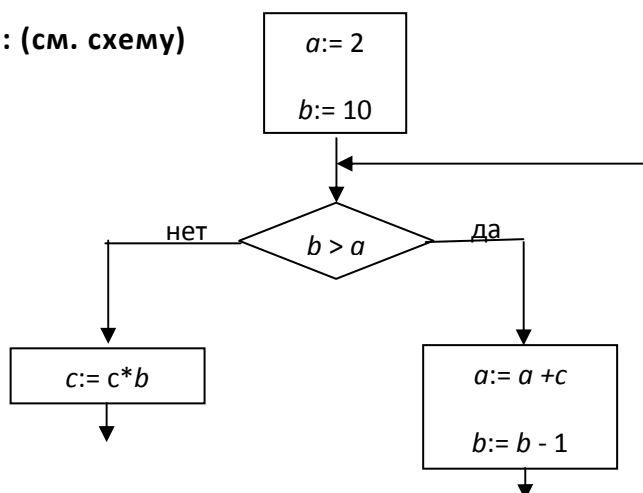 : (см. схему)
a:= 2
b:= 10
нет
b > a
да
c:= c*b
a:= a +c
b:= b - 1